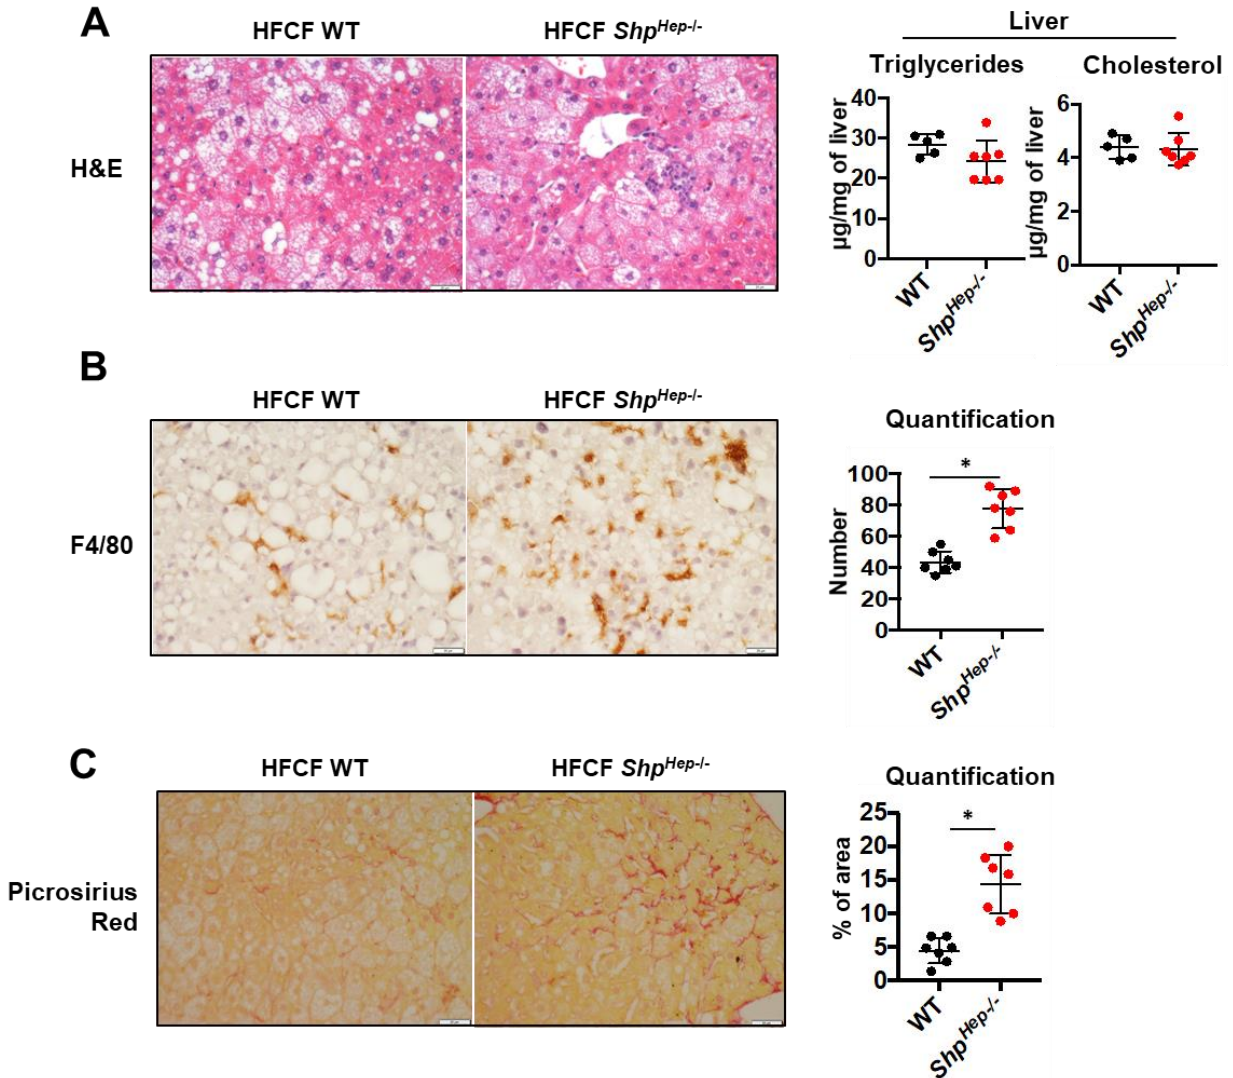 A
HFCF WT
HFCF Shp^Hep-/-
H&E
Liver
Triglycerides
Cholesterol
µg/mg of liver
40
30
20
10
0
WT
Shp^Hep-/-
µg/mg of liver
6
4
2
0
WT
Shp^Hep-/-
B
HFCF WT
HFCF Shp^Hep-/-
F4/80
Quantification
*
Number
100
80
60
40
20
0
WT
Shp^Hep-/-
C
HFCF WT
HFCF Shp^Hep-/-
Picrosirius
Red
Quantification
*
% of area
25
20
15
10
5
0
WT
Shp^Hep-/-